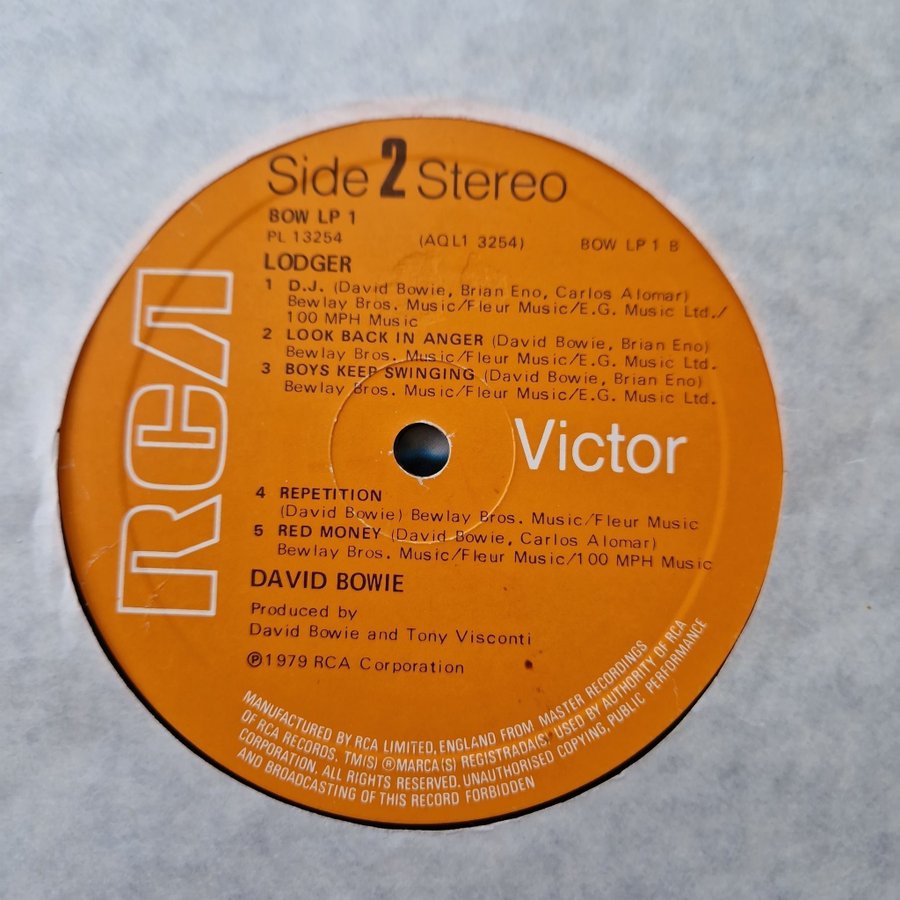 Side 2 Stereo
BOW LP 1
PL 13254 (AQL1 3254) BOW LP 1 B
LODGER
1 D.J. (David Bowie, Brian Eno, Carlos Alomar)
Bewlay Bros. Music/Fleur Music/E.G. Music Ltd./
100 MPH Music
2 LOOK BACK IN ANGER (David Bowie, Brian Eno)
Bewlay Bros. Music/Fleur Music/E.G. Music Ltd.
3 BOYS KEEP SWINGING (David Bowie, Brian Eno)
Bewlay Bros. Music/Fleur Music/E.G. Music Ltd.
RCA
Victor
4 REPETITION
(David Bowie) Bewlay Bros. Music/Fleur Music
5 RED MONEY (David Bowie, Carlos Alomar)
Bewlay Bros. Music/Fleur Music/100 MPH Music
DAVID BOWIE
Produced by
David Bowie and Tony Visconti
℗1979 RCA Corporation
MANUFACTURED BY RCA LIMITED, ENGLAND FROM MASTER RECORDINGS
OF RCA RECORDS, TM(S) ®MARCA(S) REGISTRADA(S) USED BY AUTHORITY OF RCA
CORPORATION, ALL RIGHTS RESERVED. UNAUTHORISED COPYING, PUBLIC PERFORMANCE
AND BROADCASTING OF THIS RECORD FORBIDDEN